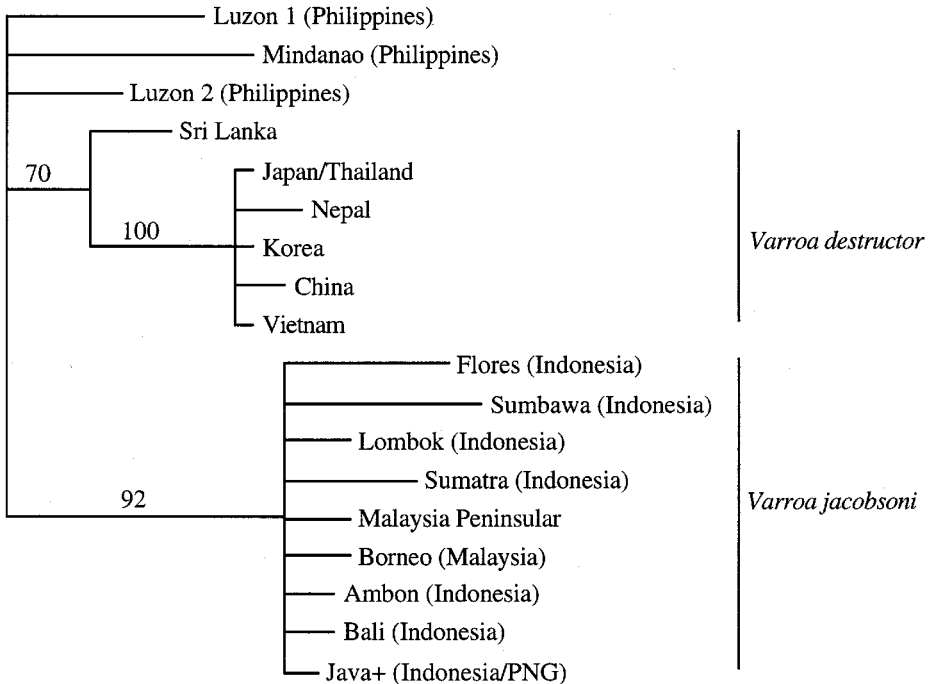 Luzon 1 (Philippines)
Mindanao (Philippines)
Luzon 2 (Philippines)
Sri Lanka
70
Japan/Thailand
Nepal
100
Korea
Varroa destructor
China
Vietnam
Flores (Indonesia)
Sumbawa (Indonesia)
Lombok (Indonesia)
Sumatra (Indonesia)
92
Varroa jacobsoni
Malaysia Peninsular
Borneo (Malaysia)
Ambon (Indonesia)
Bali (Indonesia)
Java+ (Indonesia/PNG)